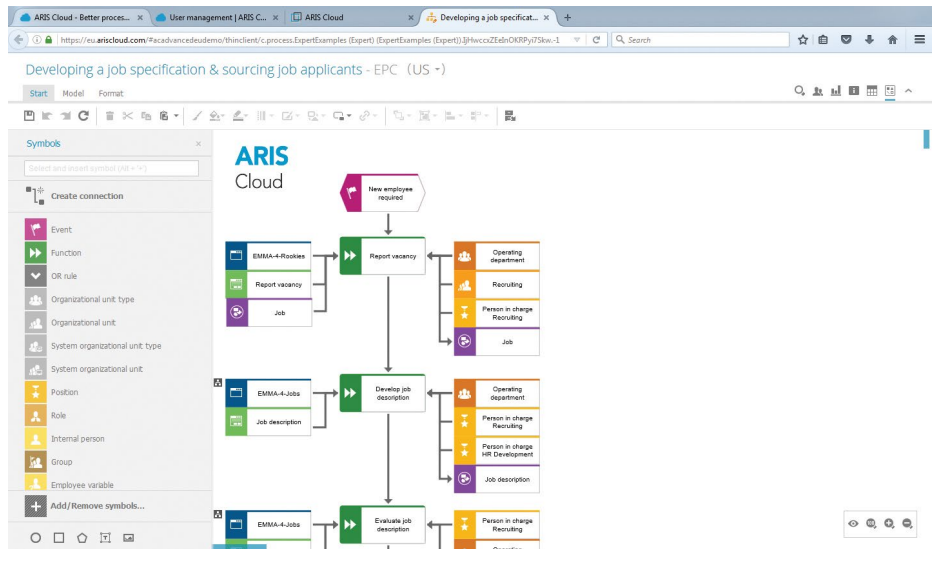 ARIS Cloud - Better proces... ×
User management | ARIS C... ×
ARIS Cloud ×
Developing a job specificat... ×
+
https://eu.ariscloud.com/#acadvancedeudemo/thinclient/c.process.ExpertExamples (Expert) (ExpertExamples (Expert)).IjHwccxZEeInOKRPyi7Skw.-1
Search
Developing a job specification & sourcing job applicants - EPC (US -)
Start Model Format
Symbols ×
Select and insert symbol (Alt + '+')
Create connection
Event
Function
OR rule
Organizational unit type
Organizational unit
System organizational unit type
System organizational unit
Position
Role
Internal person
Group
Employee variable
Add/Remove symbols...
ARIS
Cloud
New employee
required
EMMA-4-Rookies
Report vacancy
Job
Report vacancy
Operating
department
Recruiting
Person in charge
Recruiting
Job
EMMA-4-Jobs
Job description
Develop job
description
Operating
department
Person in charge
Recruiting
Person in charge
HR Development
Job description
EMMA-4-Jobs
Evaluate job
description
Person in charge
Recruiting